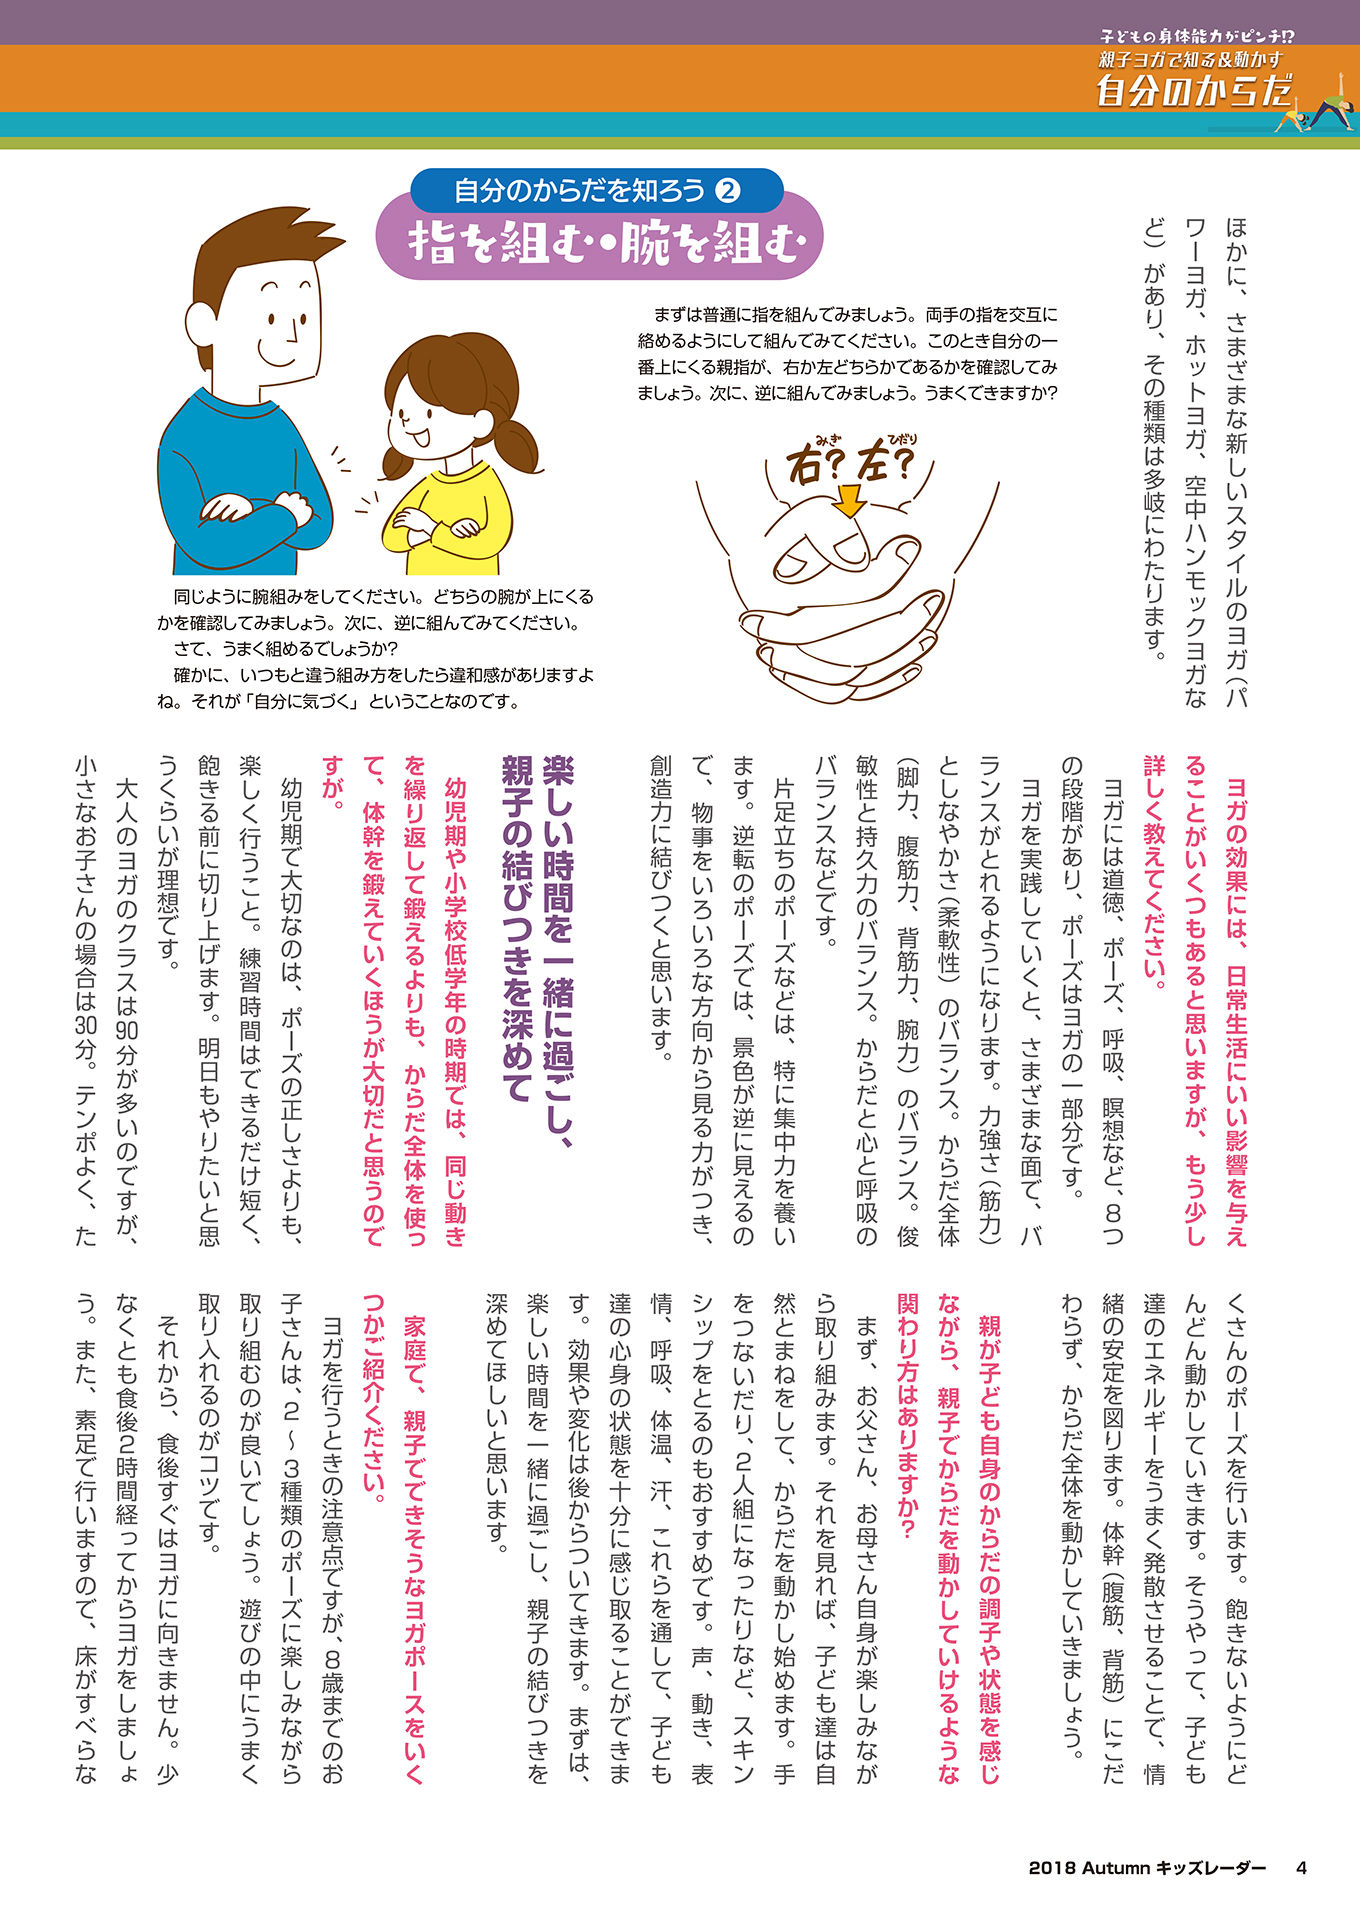 子どもの身体能力がピンチ!?
親子ヨガで知る&動かす
自分のからだ
自分のからだを知ろう❷
指を組む・腕を組む
まずは普通に指を組んでみましょう。両手の指を交互に
絡めるようにして組んでみてください。このとき自分の一
番上にくる親指が、右か左どちらかであるかを確認してみ
ましょう。次に、逆に組んでみましょう。うまくできますか?
みぎ ひだり
右? 左?
同じように腕組みをしてください。どちらの腕が上にくる
かを確認してみましょう。次に、逆に組んでみてください。
さて、うまく組めるでしょうか?
確かに、いつもと違う組み方をしたら違和感がありますよ
ね。それが「自分に気づく」ということなのです。
ほかに、さまざまな新しいスタイルのヨガ(パ
ワーヨガ、ホットヨガ、空中ハンモックヨガな
ど)があり、その種類は多岐にわたります。
ヨガの効果には、日常生活にいい影響を与え
ることがいくつもあると思いますが、もう少し
詳しく教えてください。
ヨガには道徳、ポーズ、呼吸、瞑想など、8つ
の段階があり、ポーズはヨガの一部分です。
ヨガを実践していくと、さまざまな面で、バ
ランスがとれるようになります。力強さ(筋力)
としなやかさ(柔軟性)のバランス。からだ全体
(脚力、腹筋力、背筋力、腕力)のバランス。俊
敏性と持久力のバランス。からだと心と呼吸の
バランスなどです。
片足立ちのポーズなどは、特に集中力を養い
ます。逆転のポーズでは、景色が逆に見えるの
で、物事をいろいろな方向から見る力がつき、
創造力に結びつくと思います。
楽しい時間を一緒に過ごし、
親子の結びつきを深めて
幼児期や小学校低学年の時期では、同じ動き
を繰り返して鍛えるよりも、からだ全体を使っ
て、体幹を鍛えていくほうが大切だと思うので
すが。
幼児期で大切なのは、ポーズの正しさよりも、
楽しく行うこと。練習時間はできるだけ短く、
飽きる前に切り上げます。明日もやりたいと思
うくらいが理想です。
大人のヨガのクラスは90分が多いのですが、
小さなお子さんの場合は30分。テンポよく、た
くさんのポーズを行います。飽きないようにど
んどん動かしていきます。そうやって、子ども
達のエネルギーをうまく発散させることで、情
緒の安定を図ります。体幹(腹筋、背筋)にこだ
わらず、からだ全体を動かしていきましょう。
親が子ども自身のからだの調子や状態を感じ
ながら、親子でからだを動かしていけるような
関わり方はありますか?
まず、お父さん、お母さん自身が楽しみなが
ら取り組みます。それを見れば、子ども達は自
然とまねをして、からだを動かし始めます。手
をつないだり、2人組になったりなど、スキン
シップをとるのもおすすめです。声、動き、表
情、呼吸、体温、汗、これらを通して、子ども
達の心身の状態を十分に感じ取ることができま
す。効果や変化は後からついてきます。まずは、
楽しい時間を一緒に過ごし、親子の結びつきを
深めてほしいと思います。
家庭で、親子でできそうなヨガポーズをいく
つかご紹介ください。
ヨガを行うときの注意点ですが、8歳までのお
子さんは、2～3種類のポーズに楽しみながら
取り組むのが良いでしょう。遊びの中にうまく
取り入れるのがコツです。
それから、食後すぐはヨガに向きません。少
なくとも食後2時間経ってからヨガをしましょ
う。また、素足で行いますので、床がすべらな
2018 Autumn キッズレーダー 4